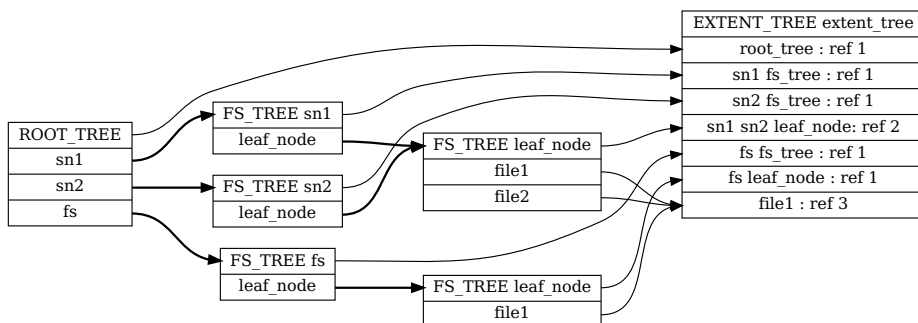 ROOT_TREE
sn1
sn2
fs
FS_TREE sn1
leaf_node
FS_TREE sn2
leaf_node
FS_TREE fs
leaf_node
FS_TREE leaf_node
file1
file2
FS_TREE leaf_node
file1
EXTENT_TREE extent_tree
root_tree : ref 1
sn1 fs_tree : ref 1
sn2 fs_tree : ref 1
sn1 sn2 leaf_node: ref 2
fs fs_tree : ref 1
fs leaf_node : ref 1
file1 : ref 3